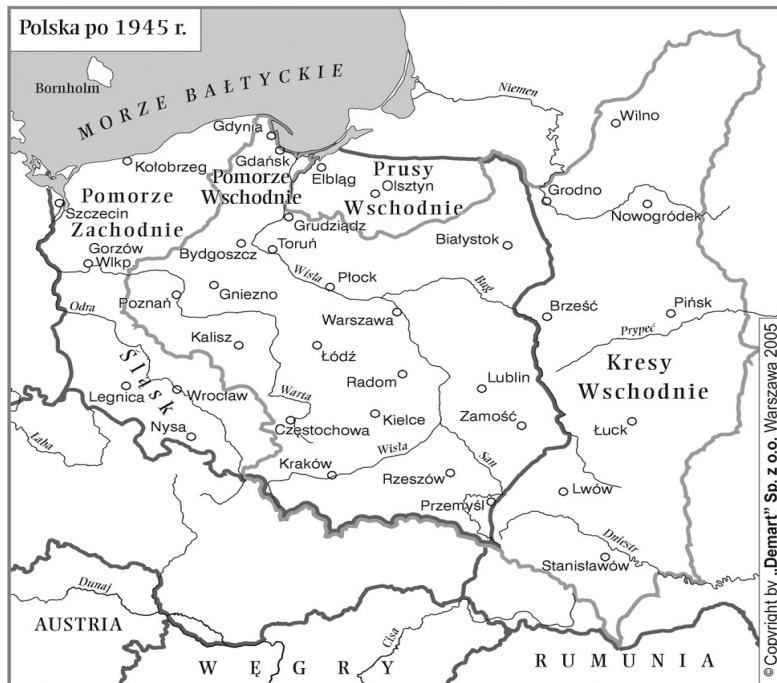 Polska po 1945 r.
Bornholm
MORZE BAŁTYCKIE
Niemen
Wilno
Gdynia
Gdańsk
Kołobrzeg
Pomorze
Wschodnie
Elbląg
Prusy
Wschodnie
Olsztyn
Grodno
Nowogródek
Pomorze
Zachodnie
Szczecin
Grudziądz
Toruń
Białystok
Gorzów
Wlkp
Bydgoszcz
Wisła
Płock
Bug
Poznań
Gniezno
Odra
Warszawa
Brześć
Pińsk
Prypeć
Kalisz
Łódź
Kresy
Wschodnie
Śląsk
Legnica
Wrocław
Warta
Radom
Lublin
Nysa
Częstochowa
Kielce
Zamość
Łuck
Łaba
Wisła
Kraków
Rzeszów
San
Lwów
Przemyśl
Dniestr
Stanisławów
Dunaj
AUSTRIA
Cisa
WĘGRY
RUMUNIA
© Copyright by „Demart” Sp. z o.o. Warszawa 2005